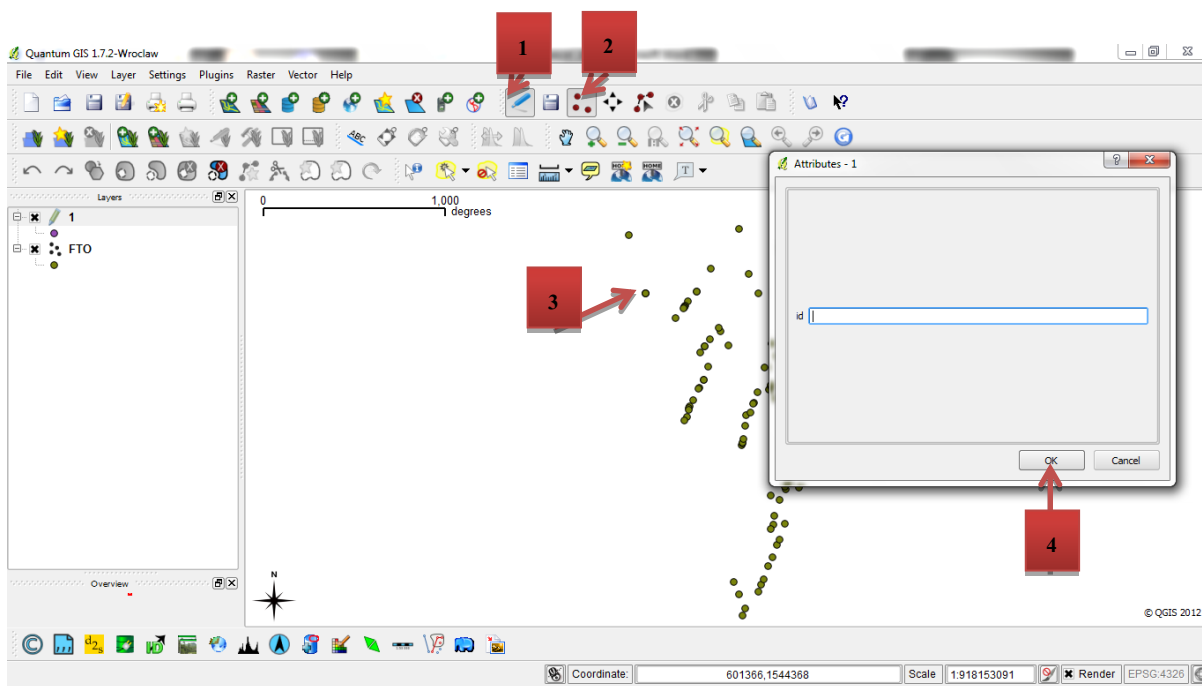 1
2
Quantum GIS 1.7.2-Wroclaw
File Edit View Layer Settings Plugins Raster Vector Help
ABC
HOME
T
Layers
1
FTO
0 1,000
degrees
3
Attributes - 1
id
OK Cancel
4
Overview
N
© QGIS 2012
Coordinate: 601366,1544368 Scale 1:918153091 Render EPSG:4326